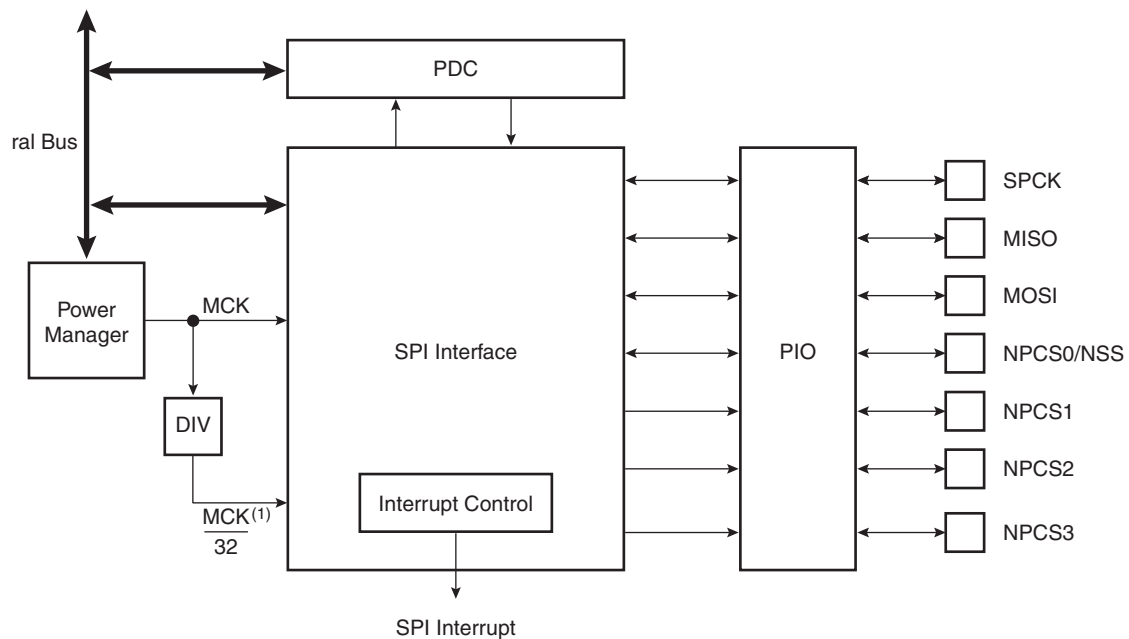 PDC
ral Bus
SPCK
MISO
Power
Manager
MCK
MOSI
SPI Interface
PIO
NPCS0/NSS
DIV
NPCS1
NPCS2
Interrupt Control
MCK(1)
32
NPCS3
SPI Interrupt